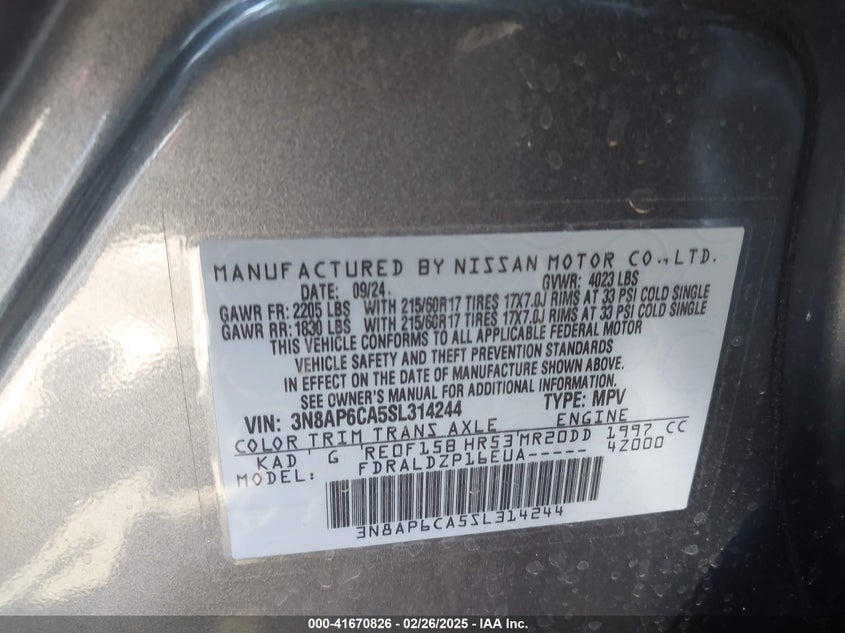 MANUFACTURED BY NISSAN MOTOR CO.,LTD.
DATE: 09/24 GVWR: 4023 LBS
GAWR FR: 2205 LBS WITH 215/60R17 TIRES 17X7.0J RIMS AT 33 PSI COLD SINGLE
GAWR RR: 1830 LBS WITH 215/60R17 TIRES 17X7.0J RIMS AT 33 PSI COLD SINGLE
THIS VEHICLE CONFORMS TO ALL APPLICABLE FEDERAL MOTOR
VEHICLE SAFETY AND THEFT PREVENTION STANDARDS
IN EFFECT ON THE DATE OF MANUFACTURE SHOWN ABOVE.
SEE OWNER'S MANUAL FOR ADDITIONAL INFORMATION.
VIN: 3N8AP6CA5SL314244 TYPE: MPV
COLOR TRIM TRANS AXLE ENGINE
KAD G RE0F15B HR53 MR20DD 1997 CC
MODEL: FDRALDZP16EUA----- 4Z000
3N8AP6CA5SL314244
000-41670826 - 02/26/2025 - IAA Inc.